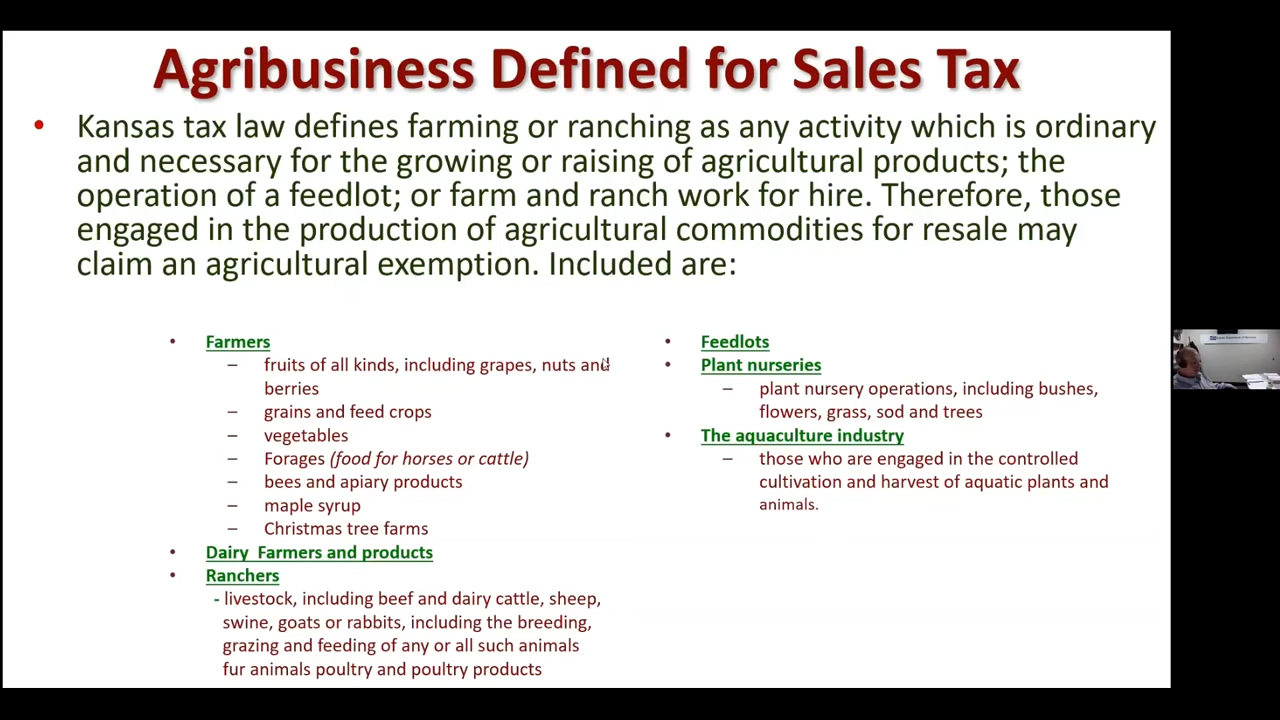 Agribusiness Defined for Sales Tax
• Kansas tax law defines farming or ranching as any activity which is ordinary
and necessary for the growing or raising of agricultural products; the
operation of a feedlot; or farm and ranch work for hire. Therefore, those
engaged in the production of agricultural commodities for resale may
claim an agricultural exemption. Included are:
• Farmers
– fruits of all kinds, including grapes, nuts and
berries
– grains and feed crops
– vegetables
– Forages (food for horses or cattle)
– bees and apiary products
– maple syrup
– Christmas tree farms
• Dairy Farmers and products
• Ranchers
- livestock, including beef and dairy cattle, sheep,
swine, goats or rabbits, including the breeding,
grazing and feeding of any or all such animals
fur animals poultry and poultry products
• Feedlots
• Plant nurseries
– plant nursery operations, including bushes,
flowers, grass, sod and trees
• The aquaculture industry
– those who are engaged in the controlled
cultivation and harvest of aquatic plants and
animals.